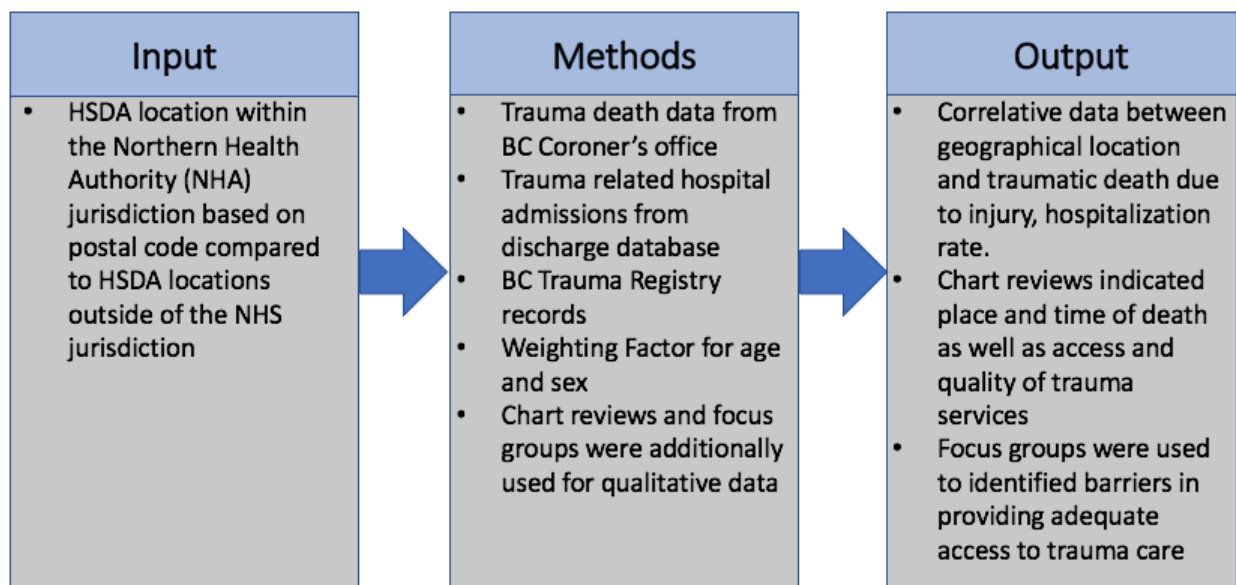 Input
• HSDA location within
the Northern Health
Authority (NHA)
jurisdiction based on
postal code compared
to HSDA locations
outside of the NHS
jurisdiction
Methods
• Trauma death data from
BC Coroner's office
• Trauma related hospital
admissions from
discharge database
• BC Trauma Registry
records
• Weighting Factor for age
and sex
• Chart reviews and focus
groups were additionally
used for qualitative data
Output
• Correlative data between
geographical location
and traumatic death due
to injury, hospitalization
rate.
• Chart reviews indicated
place and time of death
as well as access and
quality of trauma
services
• Focus groups were used
to identified barriers in
providing adequate
access to trauma care